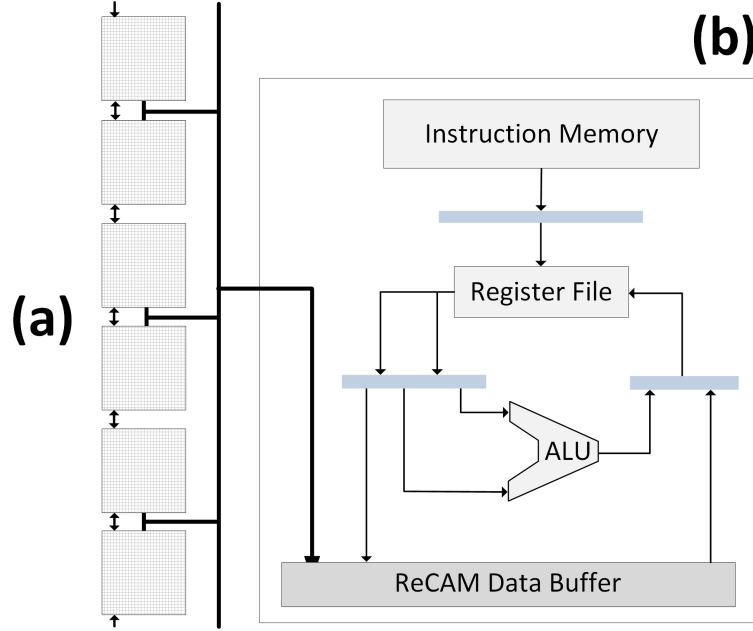 (b)
Instruction Memory
Register File
(a)
ALU
ReCAM Data Buffer